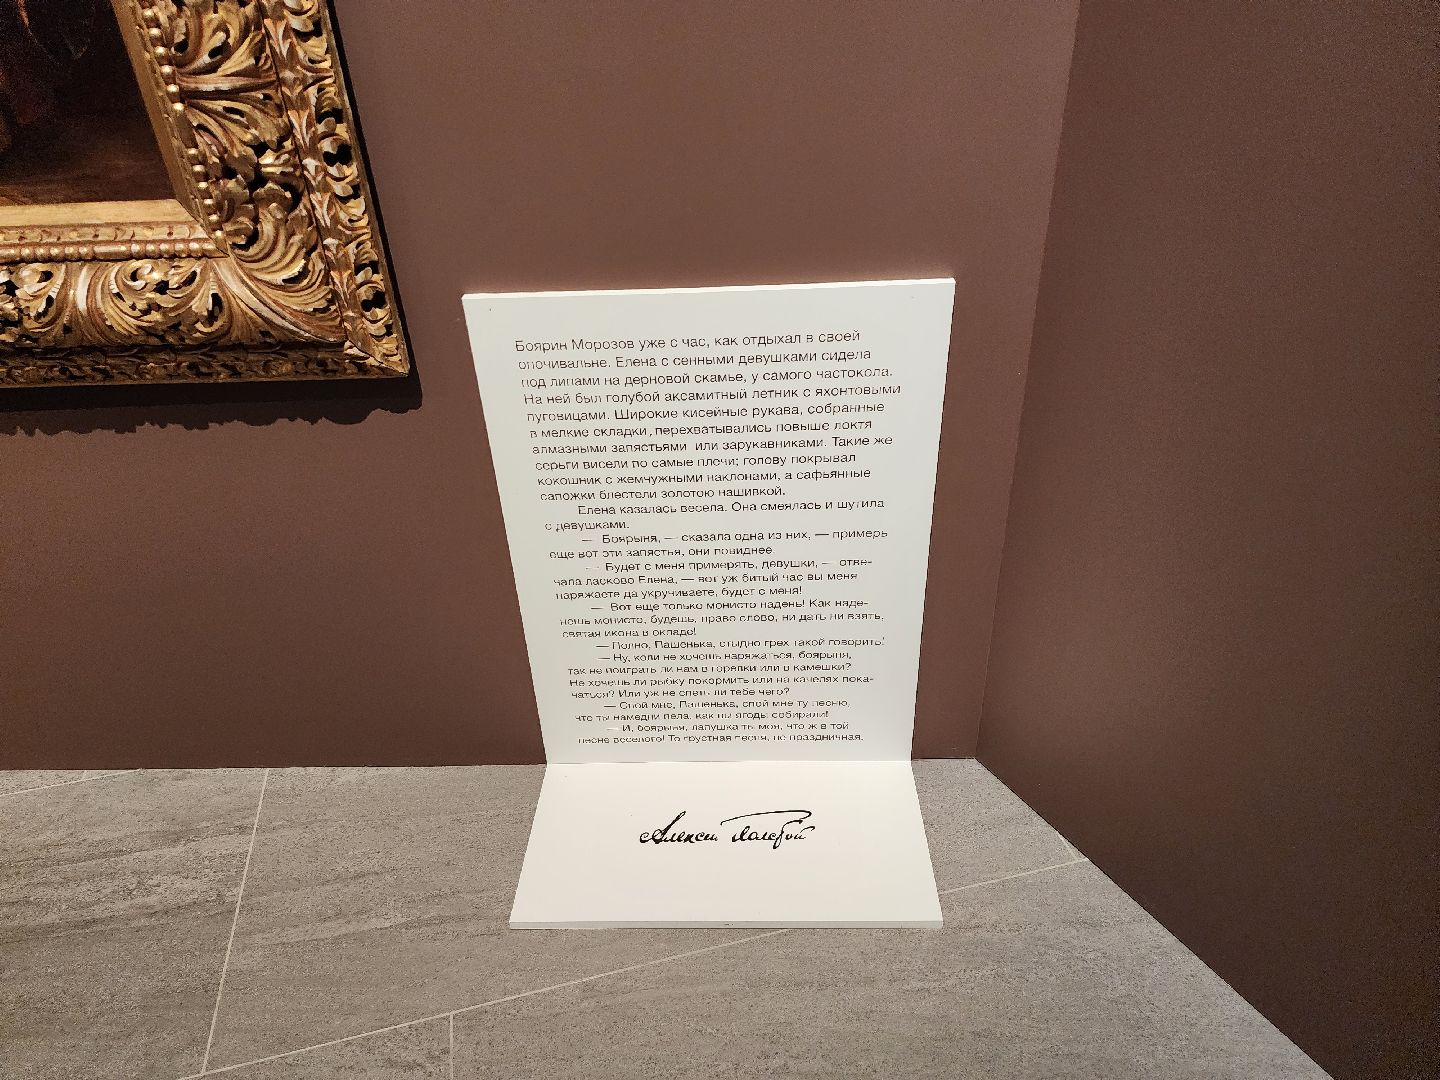 Боярин Морозов уже с час, как отдыхал в своей
опочивальне. Елена с сенными девушками сидела
под липами на дерновой скамье, у самого частокола.
На ней был голубой аксамитный летник с яхонтовыми
пуговицами. Широкие кисейные рукава, собранные
в мелкие складки, перехватывались повыше локтя
алмазными запястьями или зарукавниками. Такие же
серьги висели по самые плечи; голову покрывал
кокошник с жемчужными наклонами, а сафьянные
сапожки блестели золотою нашивкой.
Елена казалась весела. Она смеялась и шутила
с девушками.
— Боярыня, — сказала одна из них, — примерь
еще вот эти запястья, они повиднее.
— Будет с меня примерять, девушки, — отве-
чала ласково Елена, — вот уж битый час вы меня
наряжаете да укручиваете, будет с меня!
— Вот еще только монисто надень! Как наде-
нешь монисто, будешь, право слово, ни дать ни взять,
святая икона в окладе!
— Полно, Пашенька, стыдно грех такой говорить!
— Ну, коли не хочешь наряжаться, боярыня,
так не поиграть ли нам в горелки или в камешки?
Не хочешь ли рыбку покормить или на качелях пока-
чаться? Или уж не спеть ли тебе чего?
— Спой мне, Пашенька, спой мне ту песню,
что ты намедни пела, как вы ягоды собирали!
— И, боярыня, лапушка ты моя, что ж в той
песне веселого! То грустная песня, не праздничная.
Алексей Толстой